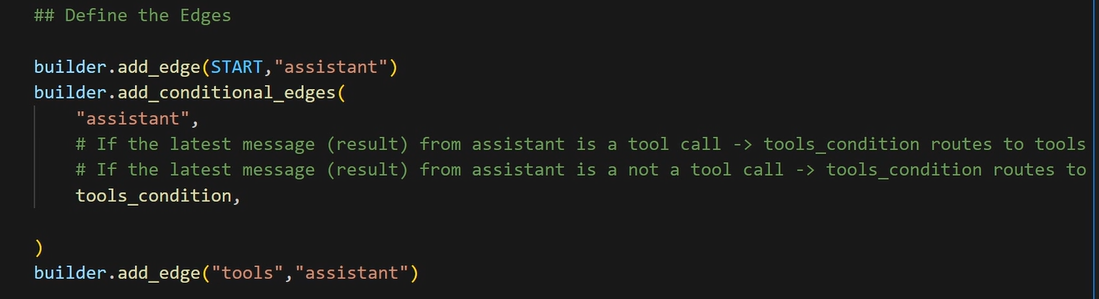 ## Define the Edges
builder.add_edge(START,"assistant")
builder.add_conditional_edges(
"assistant",
# If the latest message (result) from assistant is a tool call -> tools_condition routes to tools
# If the latest message (result) from assistant is a not a tool call -> tools_condition routes to
tools_condition,
)
builder.add_edge("tools","assistant")